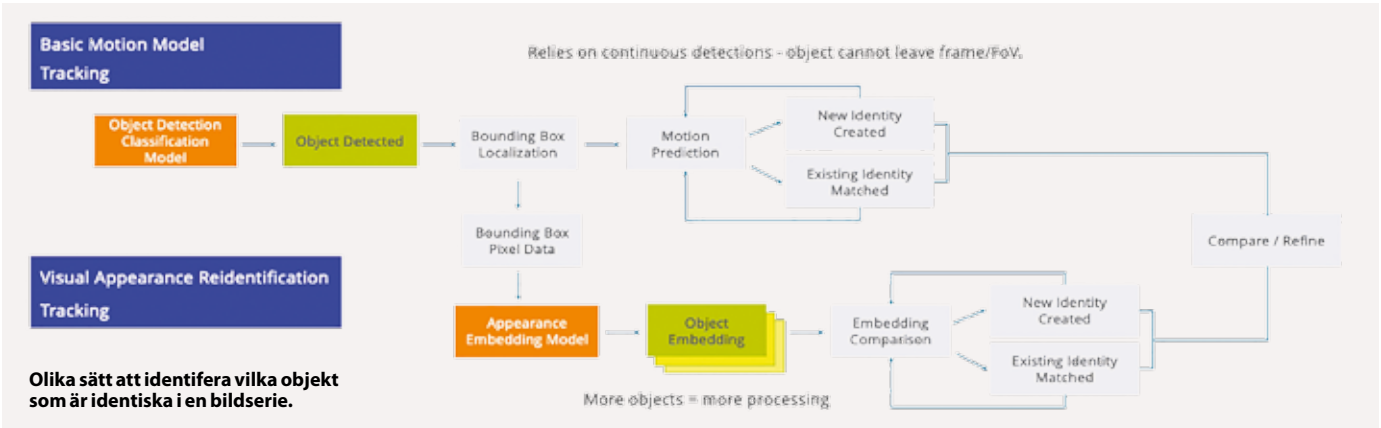 Basic Motion Model
Tracking
Relies on continuous detections - object cannot leave frame/FoV.
Object Detection
Classification
Model
Object Detected
Bounding Box
Localization
Motion
Prediction
New Identity
Created
Existing Identity
Matched
Bounding Box
Pixel Data
Compare / Refine
Visual Appearance Reidentification
Tracking
Appearance
Embedding Model
Object
Embedding
Embedding
Comparison
New Identity
Created
Existing Identity
Matched
More objects = more processing
Olika sätt att identifera vilka objekt
som är identiska i en bildserie.